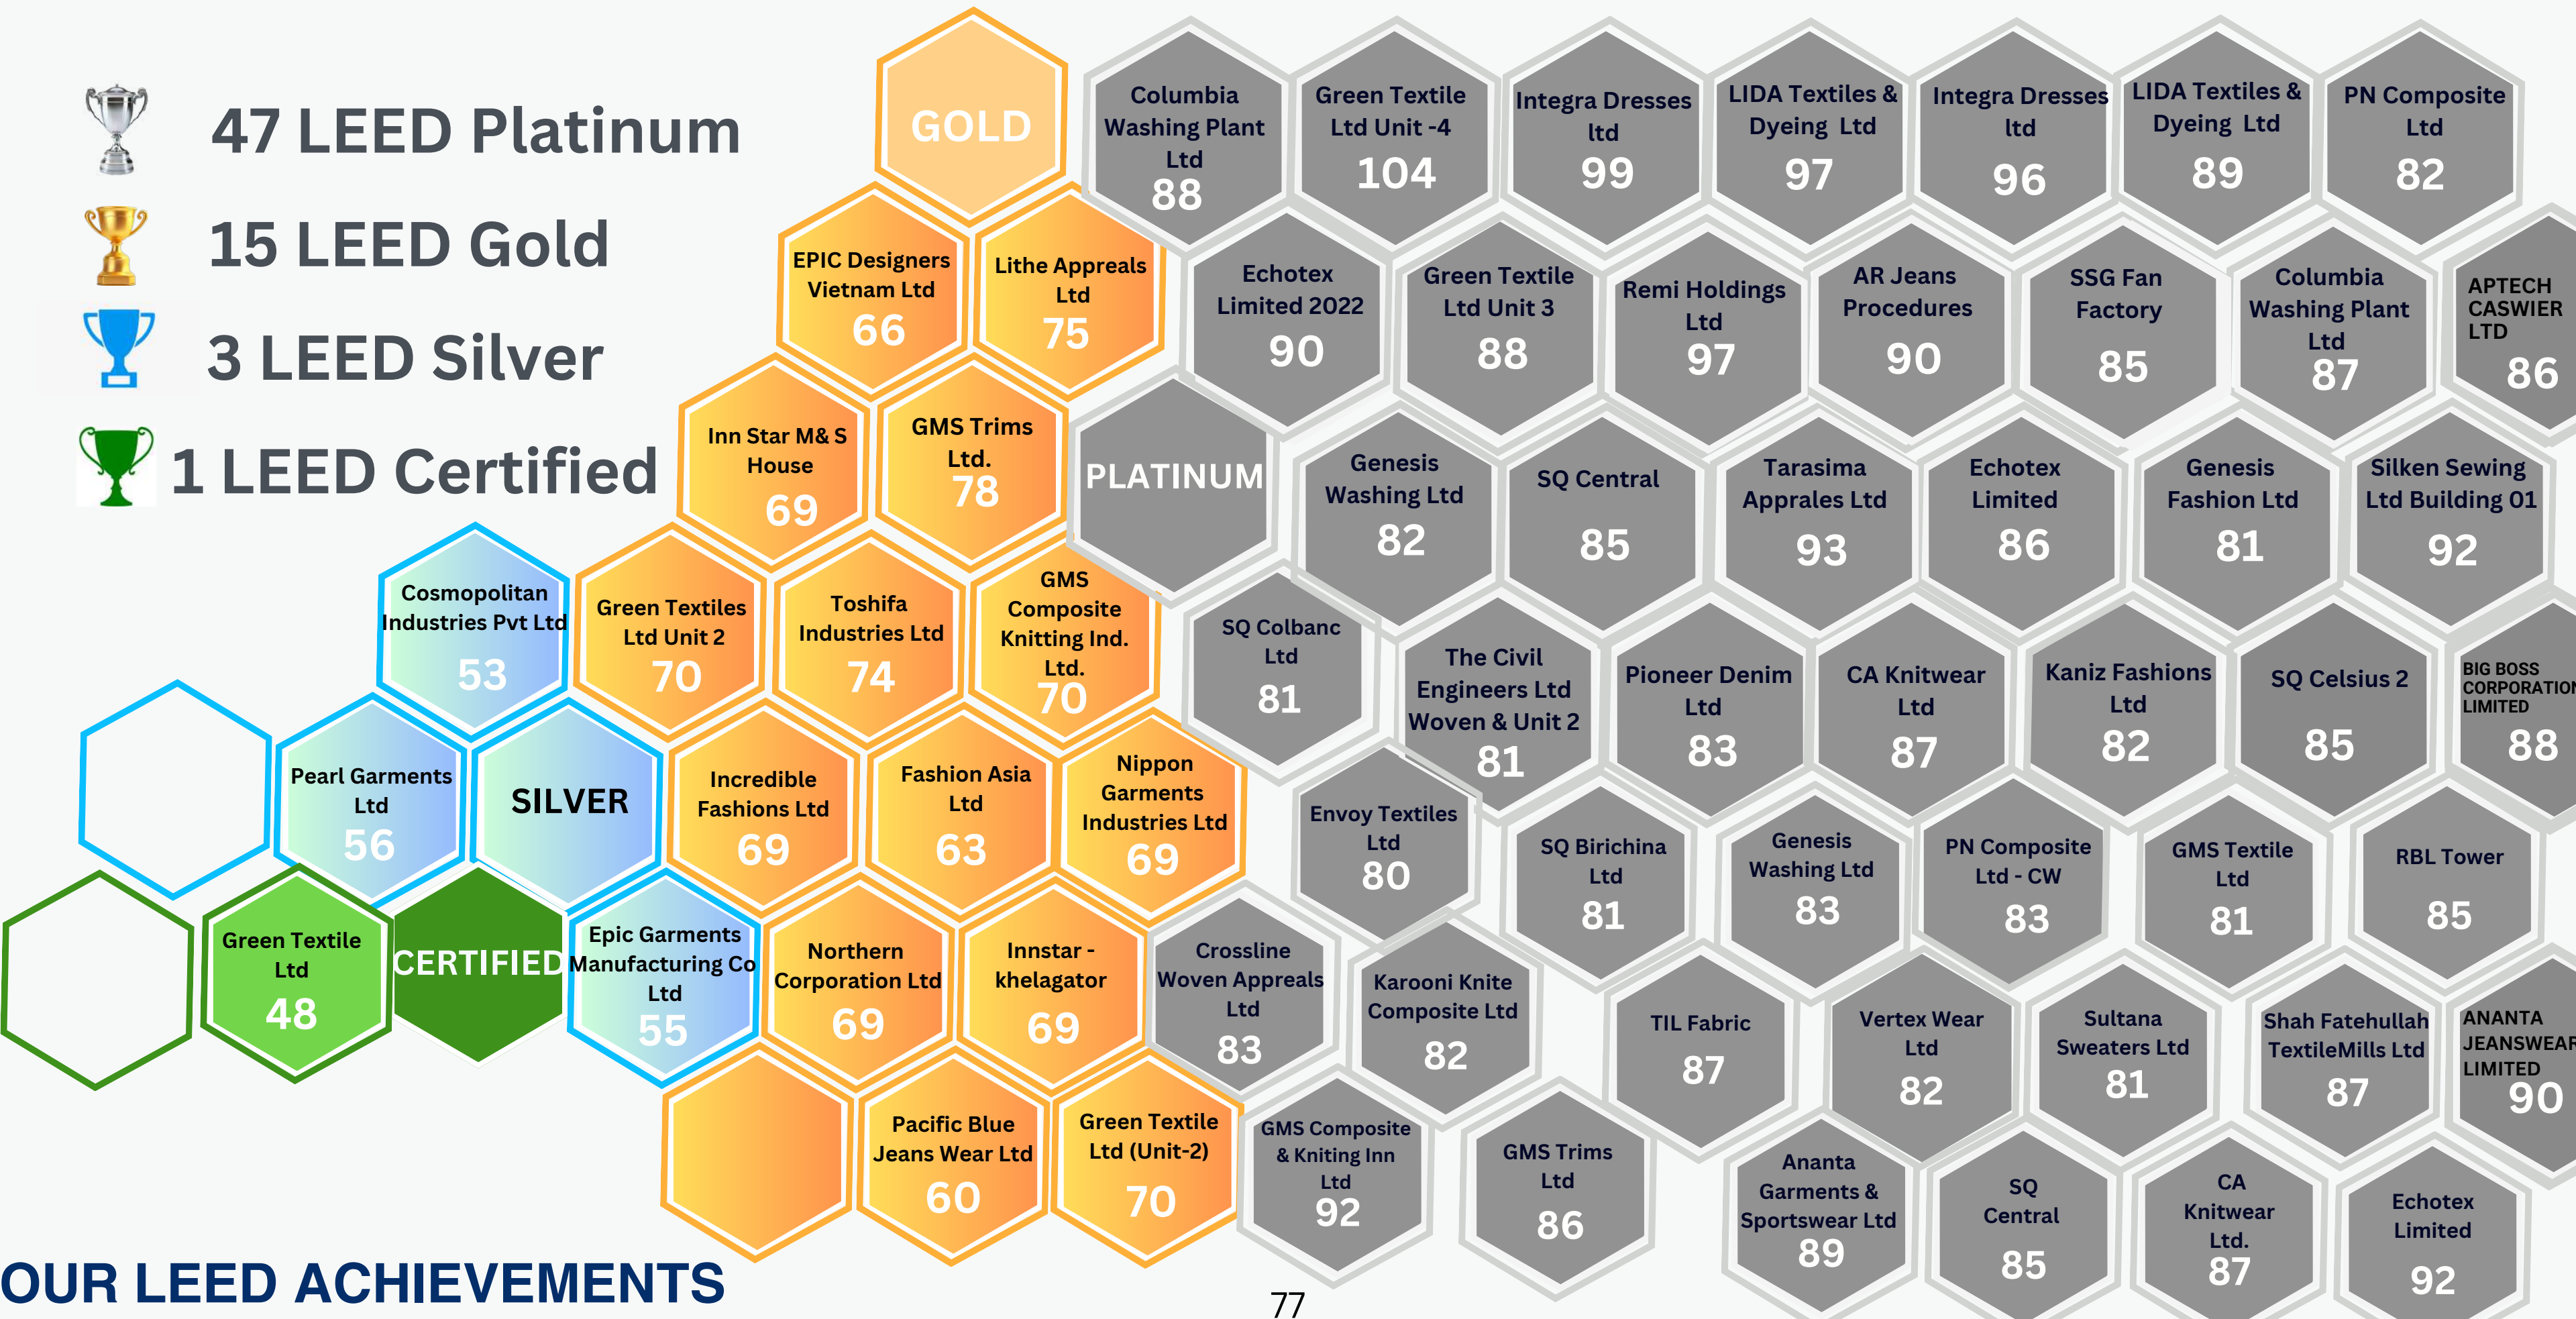 47 LEED Platinum
15 LEED Gold
3 LEED Silver
1 LEED Certified
GOLD
EPIC Designers
Vietnam Ltd
66
Lithe Appreals
Ltd
75
Inn Star M& S
House
69
GMS Trims
Ltd.
78
Green Textiles
Ltd Unit 2
70
Toshifa
Industries Ltd
74
GMS
Composite
Knitting Ind.
Ltd.
70
Incredible
Fashions Ltd
69
Fashion Asia
Ltd
63
Nippon
Garments
Industries Ltd
69
Northern
Corporation Ltd
69
Innstar -
khelagator
69
Pacific Blue
Jeans Wear Ltd
60
Green Textile
Ltd (Unit-2)
70
Cosmopolitan
Industries Pvt Ltd
53
Pearl Garments
Ltd
56
SILVER
Epic Garments
Manufacturing Co
Ltd
55
Green Textile
Ltd
48
CERTIFIED
Columbia
Washing Plant
Ltd
88
Green Textile
Ltd Unit -4
104
Integra Dresses
ltd
99
LIDA Textiles &
Dyeing Ltd
97
Integra Dresses
ltd
96
LIDA Textiles &
Dyeing Ltd
89
PN Composite
Ltd
82
Echotex
Limited 2022
90
Green Textile
Ltd Unit 3
88
Remi Holdings
Ltd
97
AR Jeans
Procedures
90
SSG Fan
Factory
85
Columbia
Washing Plant
Ltd
87
APTECH
CASWIER
LTD
86
PLATINUM
Genesis
Washing Ltd
82
SQ Central
85
Tarasima
Apprales Ltd
93
Echotex
Limited
86
Genesis
Fashion Ltd
81
Silken Sewing
Ltd Building 01
92
SQ Colbanc
Ltd
81
The Civil
Engineers Ltd
Woven & Unit 2
81
Pioneer Denim
Ltd
83
CA Knitwear
Ltd
87
Kaniz Fashions
Ltd
82
SQ Celsius 2
85
BIG BOSS
CORPORATION
LIMITED
88
Envoy Textiles
Ltd
80
SQ Birichina
Ltd
81
Genesis
Washing Ltd
83
PN Composite
Ltd - CW
83
GMS Textile
Ltd
81
RBL Tower
85
Crossline
Woven Appreals
Ltd
83
Karooni Knite
Composite Ltd
82
TIL Fabric
87
Vertex Wear
Ltd
82
Sultana
Sweaters Ltd
81
Shah Fatehullah
TextileMills Ltd
87
ANANTA
JEANSWEAR
LIMITED
90
GMS Composite
& Kniting Inn
Ltd
92
GMS Trims
Ltd
86
Ananta
Garments &
Sportswear Ltd
89
SQ
Central
85
CA
Knitwear
Ltd.
87
Echotex
Limited
92
OUR LEED ACHIEVEMENTS
77